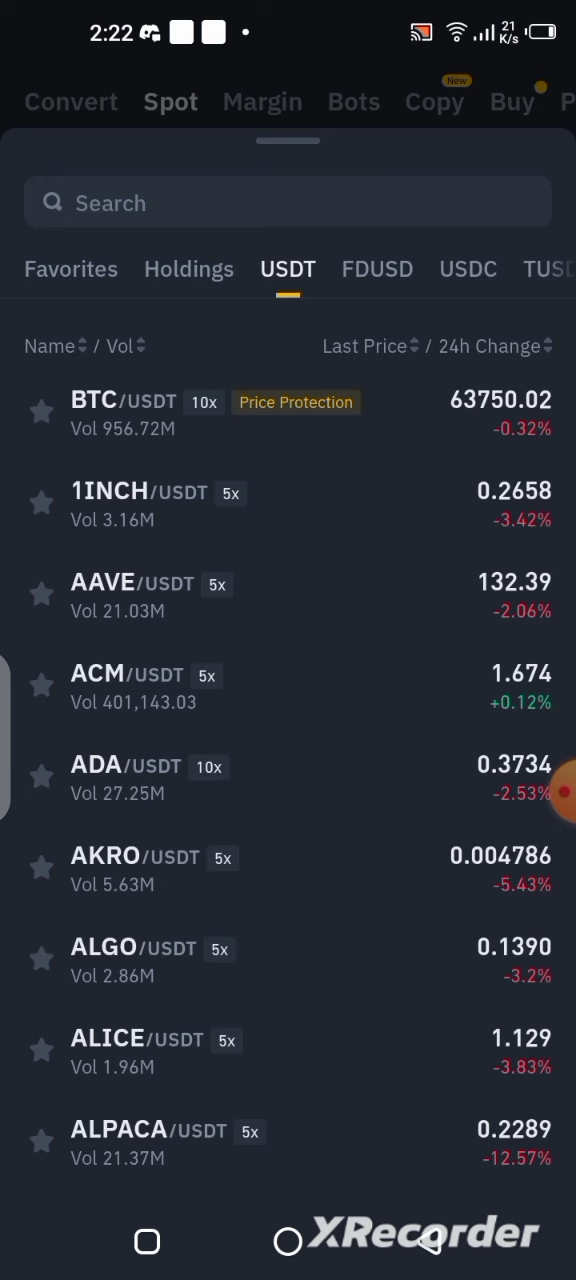 2:22 21 K/s
Convert Spot Margin Bots Copy New Buy P
Search
Favorites Holdings USDT FDUSD USDC TUSD
Name / Vol Last Price / 24h Change
BTC/USDT 10x Price Protection 63750.02
Vol 956.72M -0.32%
1INCH/USDT 5x 0.2658
Vol 3.16M -3.42%
AAVE/USDT 5x 132.39
Vol 21.03M -2.06%
ACM/USDT 5x 1.674
Vol 401,143.03 +0.12%
ADA/USDT 10x 0.3734
Vol 27.25M -2.53%
AKRO/USDT 5x 0.004786
Vol 5.63M -5.43%
ALGO/USDT 5x 0.1390
Vol 2.86M -3.2%
ALICE/USDT 5x 1.129
Vol 1.96M -3.83%
ALPACA/USDT 5x 0.2289
Vol 21.37M -12.57%
XRecorder